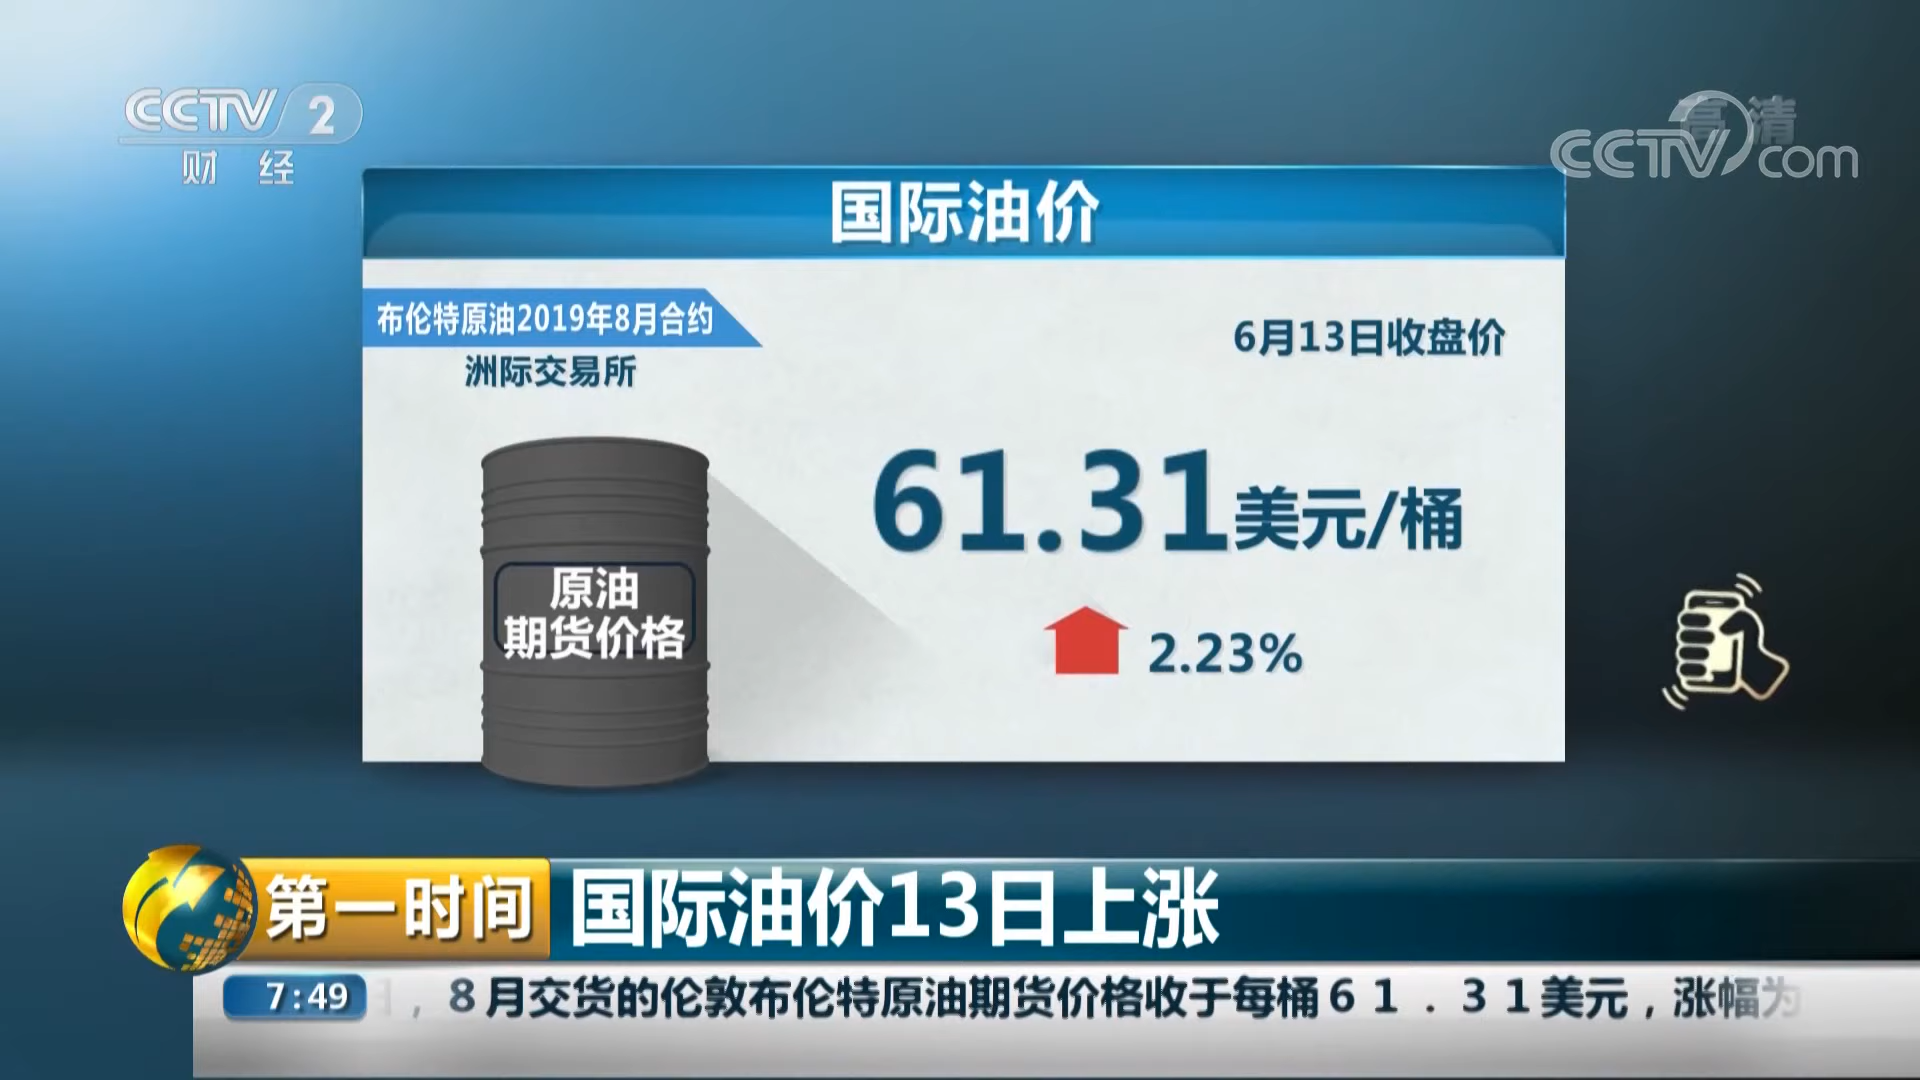 CCTV 2
财 经
高清
CCTV.com
国际油价
布伦特原油2019年8月合约
洲际交易所
6月13日收盘价
61.31美元/桶
2.23%
原油
期货价格
第一时间
国际油价13日上涨
7:49
，8月交货的伦敦布伦特原油期货价格收于每桶61.31美元，涨幅为